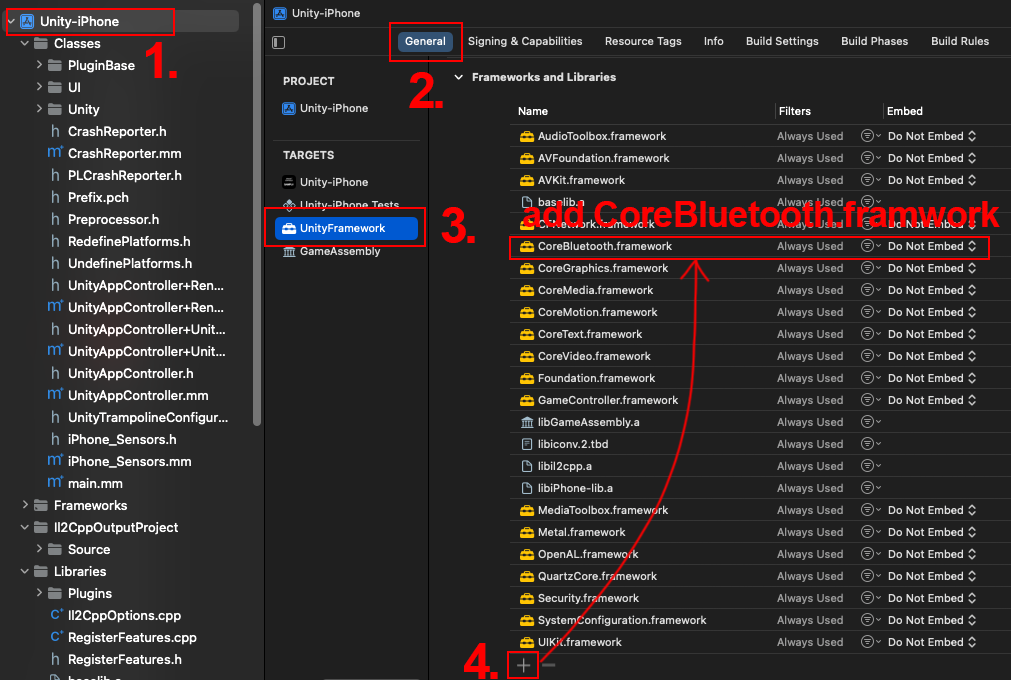 Unity-iPhone
Classes
PluginBase
UI
Unity
CrashReporter.h
CrashReporter.mm
PLCrashReporter.h
Prefix.pch
Preprocessor.h
RedefinePlatforms.h
UndefinePlatforms.h
UnityAppController+Ren...
UnityAppController+Ren...
UnityAppController+Unit...
UnityAppController+Unit...
UnityAppController.h
UnityAppController.mm
UnityTrampolineConfigur...
iPhone_Sensors.h
iPhone_Sensors.mm
main.mm
Frameworks
Il2CppOutputProject
Source
Libraries
Plugins
Il2CppOptions.cpp
RegisterFeatures.cpp
RegisterFeatures.h
baselib.a
1.
Unity-iPhone
General Signing & Capabilities Resource Tags Info Build Settings Build Phases Build Rules
2.
PROJECT
Unity-iPhone
TARGETS
Unity-iPhone
Unity-iPhone Tests
UnityFramework
GameAssembly
3.
Frameworks and Libraries
Name Filters Embed
AudioToolbox.framework Always Used Do Not Embed
AVFoundation.framework Always Used Do Not Embed
AVKit.framework Always Used Do Not Embed
baselib.a Always Used
add CoreBluetooth.framwork
CFNetwork.framework Always Used Do Not Embed
CoreBluetooth.framework Always Used Do Not Embed
CoreGraphics.framework Always Used Do Not Embed
CoreMedia.framework Always Used Do Not Embed
CoreMotion.framework Always Used Do Not Embed
CoreText.framework Always Used Do Not Embed
CoreVideo.framework Always Used Do Not Embed
Foundation.framework Always Used Do Not Embed
GameController.framework Always Used Do Not Embed
libGameAssembly.a Always Used
libiconv.2.tbd Always Used
libil2cpp.a Always Used
libiPhone-lib.a Always Used
MediaToolbox.framework Always Used Do Not Embed
Metal.framework Always Used Do Not Embed
OpenAL.framework Always Used Do Not Embed
QuartzCore.framework Always Used Do Not Embed
Security.framework Always Used Do Not Embed
SystemConfiguration.framework Always Used Do Not Embed
UIKit.framework Always Used Do Not Embed
4.